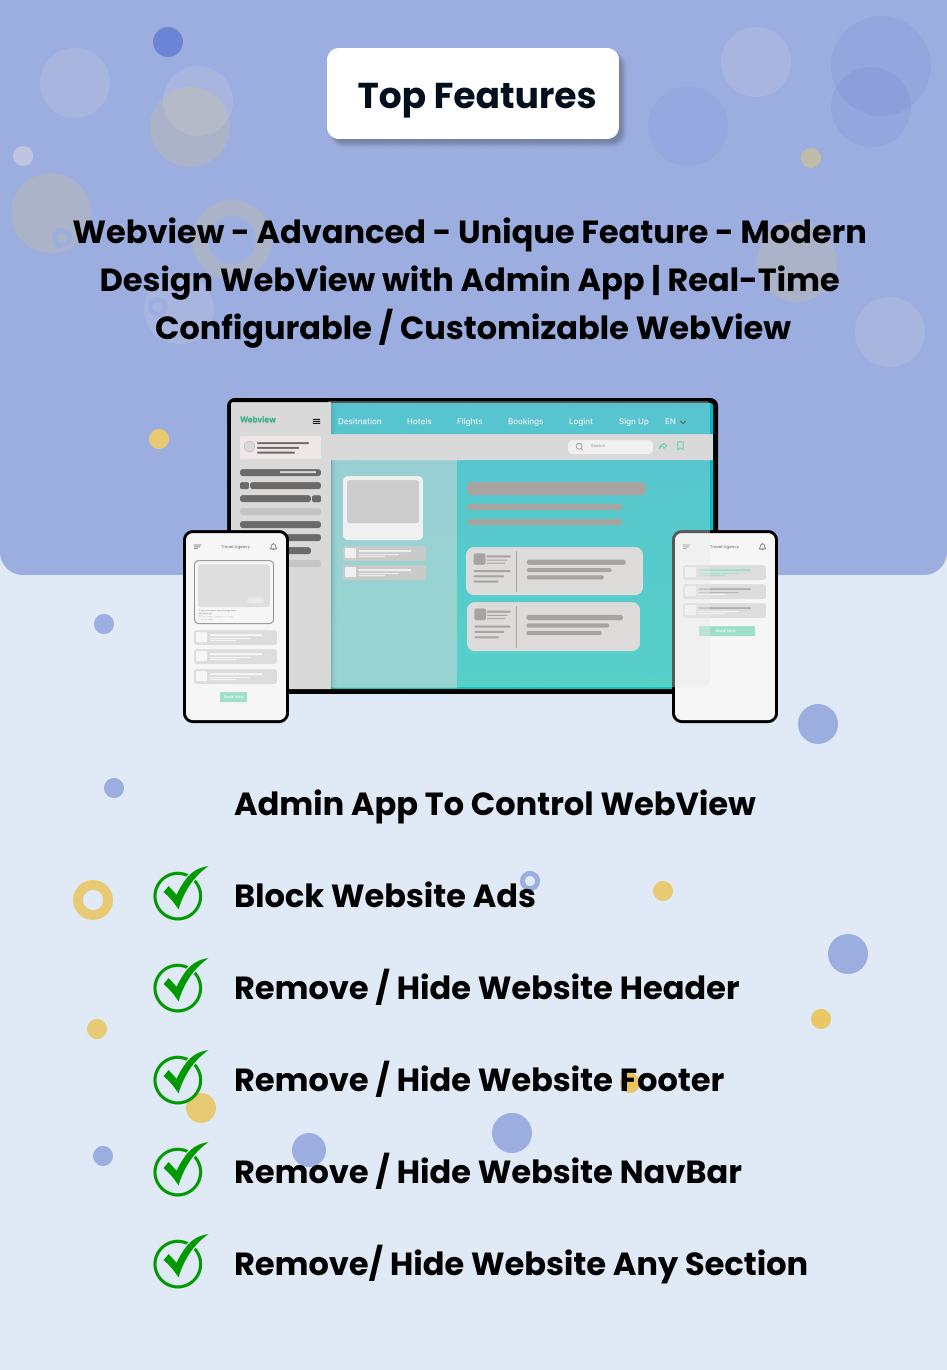 Top Features
Webview - Advanced - Unique Feature - Modern
Design WebView with Admin App | Real-Time
Configurable / Customizable WebView
Webview
Desitnation Hotels Flights Bookings Logint Sign Up EN
Search
Travel Agency
Travel Agency
Admin App To Control WebView
Block Website Ads
Remove / Hide Website Header
Remove / Hide Website Footer
Remove / Hide Website NavBar
Remove/ Hide Website Any Section